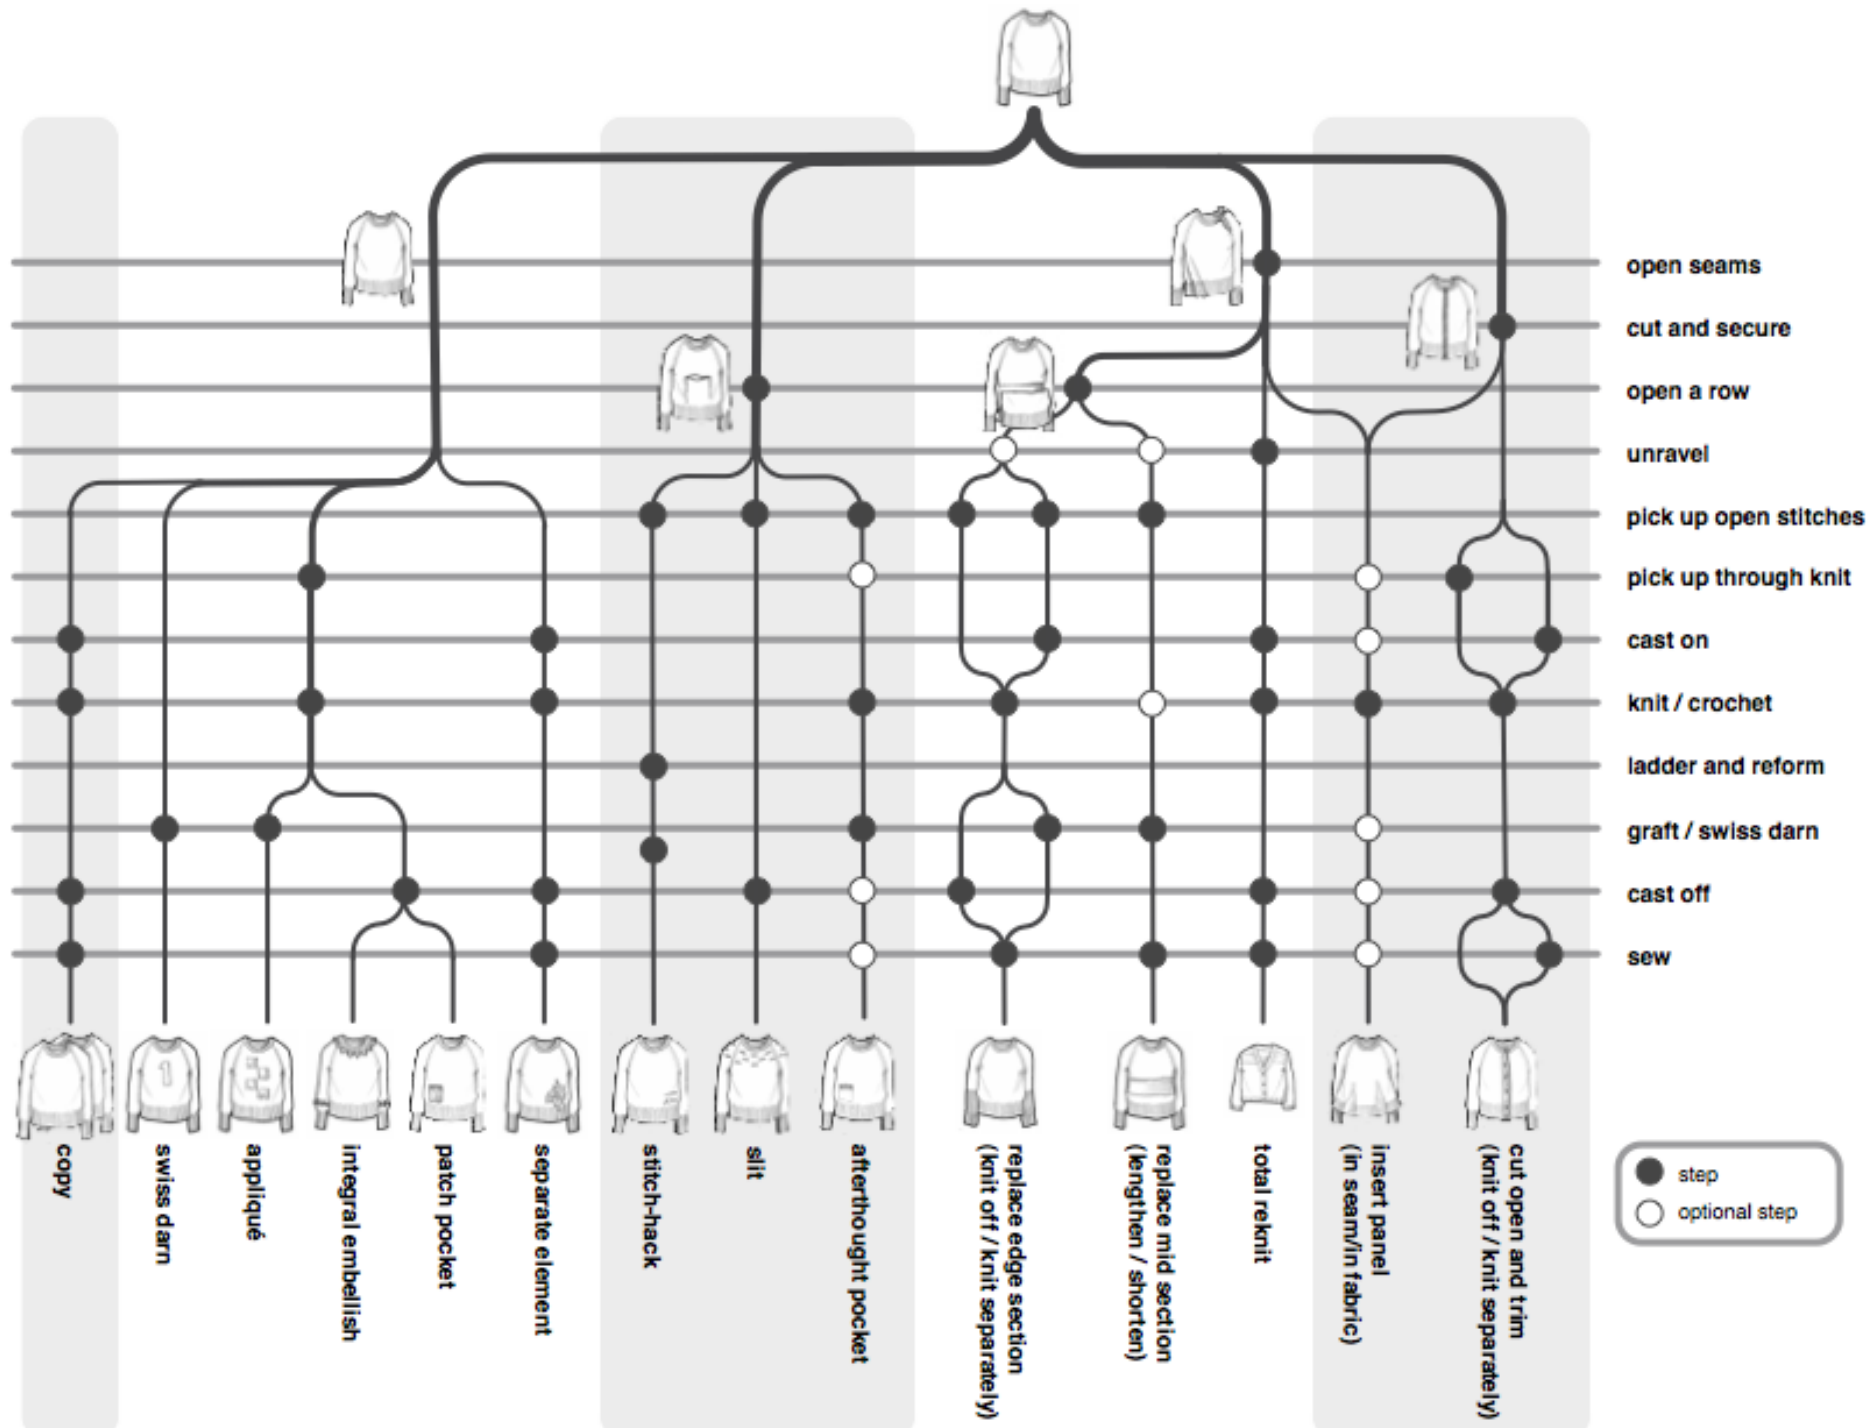 open seams
cut and secure
open a row
unravel
pick up open stitches
pick up through knit
cast on
knit / crochet
ladder and reform
graft / swiss darn
cast off
sew
1
copy
swiss darn
appliqué
integral embellish
patch pocket
separate element
stitch-hack
slit
afterthought pocket
replace edge section
(knit off / knit separately)
replace mid section
(lengthen / shorten)
total reknit
insert panel
(in seam/in fabric)
cut open and trim
(knit off / knit separately)
step
optional step